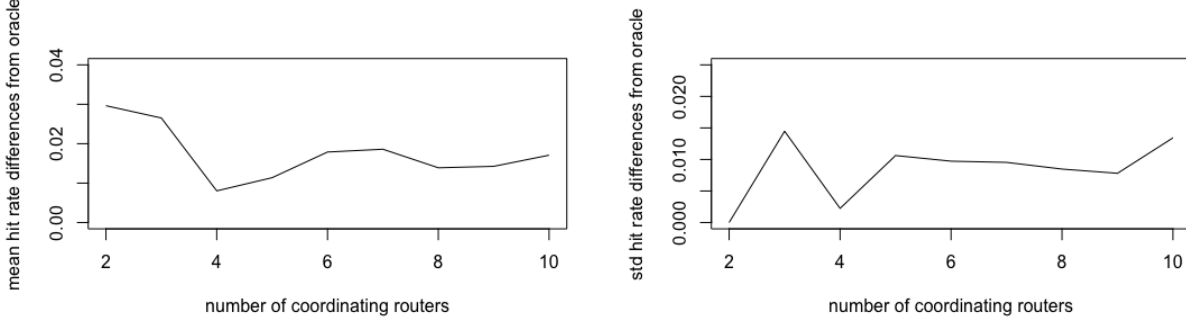 mean hit rate differences from oracle
0.04
0.02
0.00
2 4 6 8 10
number of coordinating routers
std hit rate differences from oracle
0.020
0.010
0.000
2 4 6 8 10
number of coordinating routers